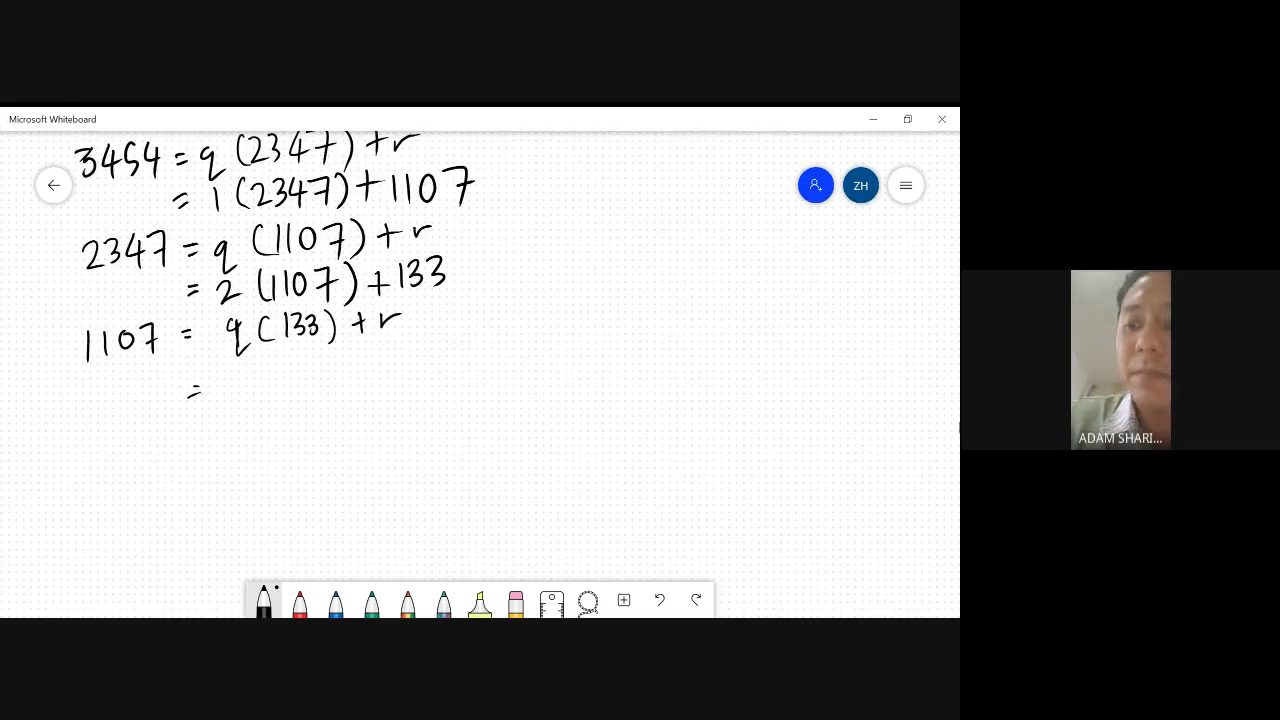 Microsoft Whiteboard
3454 = q (2347) + r
= 1 (2347) + 1107
ZH
2347 = q (1107) + r
= 2 (1107) + 133
1107 = q (133) + r
=
ADAM SHARI...